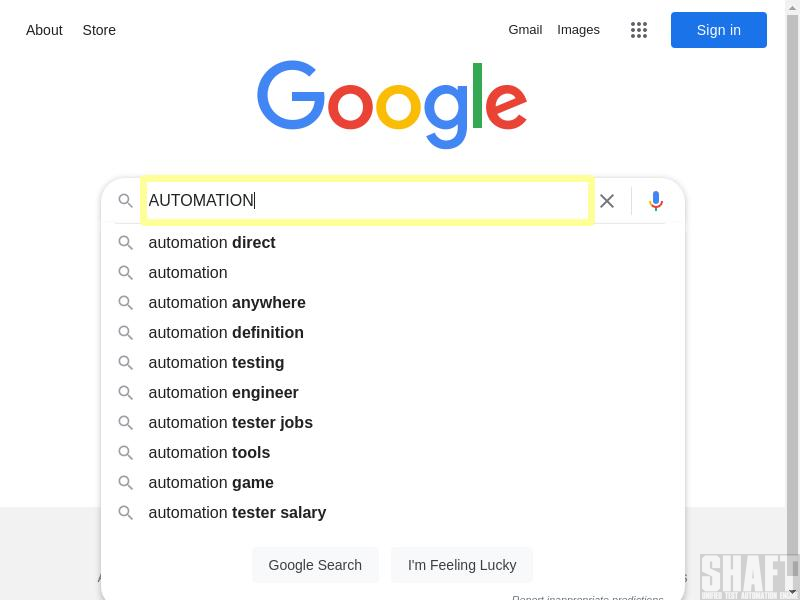 About Store Gmail Images Sign in
Google
AUTOMATION
automation direct
automation
automation anywhere
automation definition
automation testing
automation engineer
automation tester jobs
automation tools
automation game
automation tester salary
Google Search I'm Feeling Lucky
Report inappropriate predictions
SHAFT